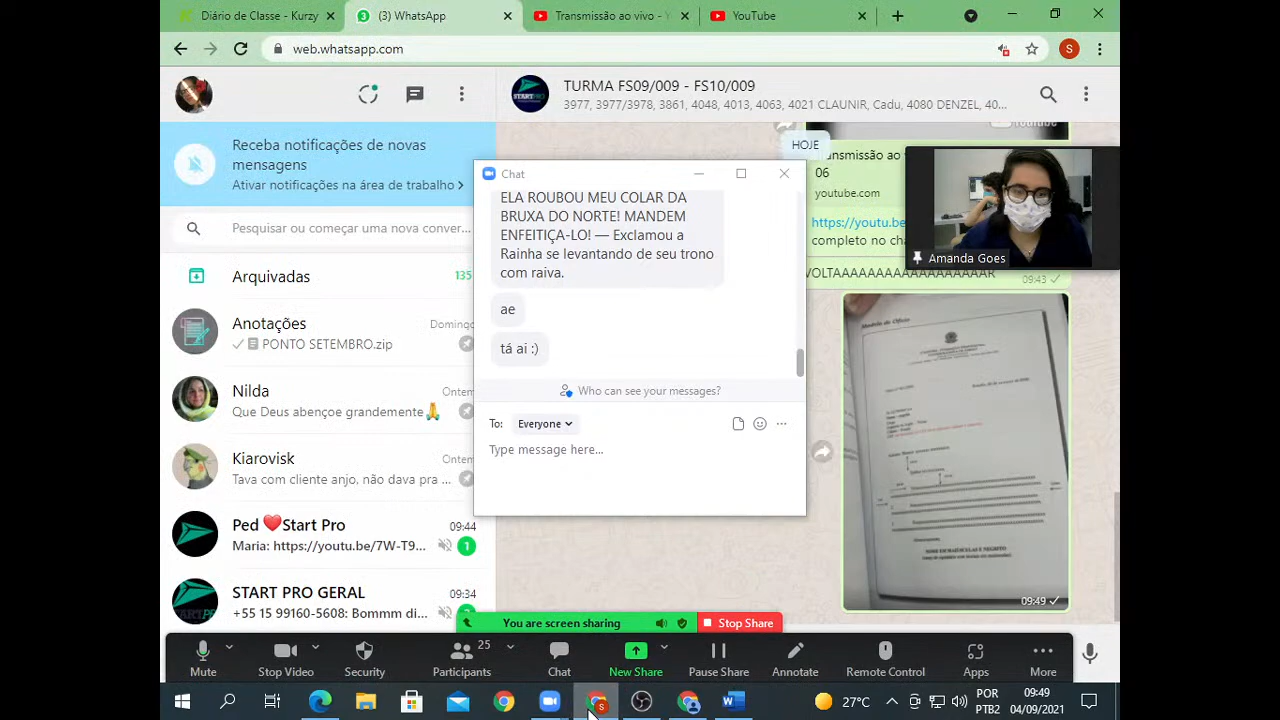 Diário de Classe - Kurzy
(3) WhatsApp
Transmissão ao vivo - Y
YouTube
web.whatsapp.com
S
TURMA FS09/009 - FS10/009
3977, 3977/3978, 3861, 4048, 4013, 4063, 4021 CLAUNIR, Cadu, 4080 DENZEL, 40...
STARTPRO
Receba notificações de novas
mensagens
Ativar notificações na área de trabalho >
Pesquisar ou começar uma nova conver...
Arquivadas
135
Anotações
Domingo
PONTO SETEMBRO.zip
Nilda
Ontem
Que Deus abençoe grandemente
Kiarovisk
Ontem
Tava com cliente anjo. não dava pra ...
Ped ❤️Start Pro
09:44
Maria: https://youtu.be/7W-T9...
1
START PRO GERAL
09:34
+55 15 99160-5608: Bommm di...
Chat
ELA ROUBOU MEU COLAR DA
BRUXA DO NORTE! MANDEM
ENFEITIÇA-LO! — Exclamou a
Rainha se levantando de seu trono
com raiva.
ae
tá ai :)
Who can see your messages?
To:
Everyone
Type message here...
HOJE
ransmissão ao
06
youtube.com
https://youtu.be
completo no ch
09:43
Amanda Goes
Modelo de Ofício
NOME EM MAIÚSCULAS E NEGRITO
09:49
You are screen sharing
Stop Share
Mute
Stop Video
Security
25
Participants
Chat
New Share
Pause Share
Annotate
Remote Control
Apps
More
27°C
POR
PTB2
09:49
04/09/2021